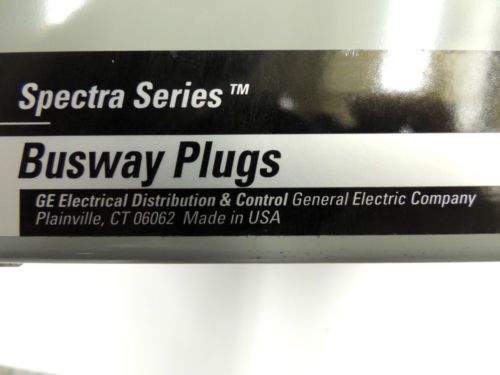 Spectra Series™
Busway Plugs
GE Electrical Distribution & Control General Electric Company
Plainville, CT 06062 Made in USA